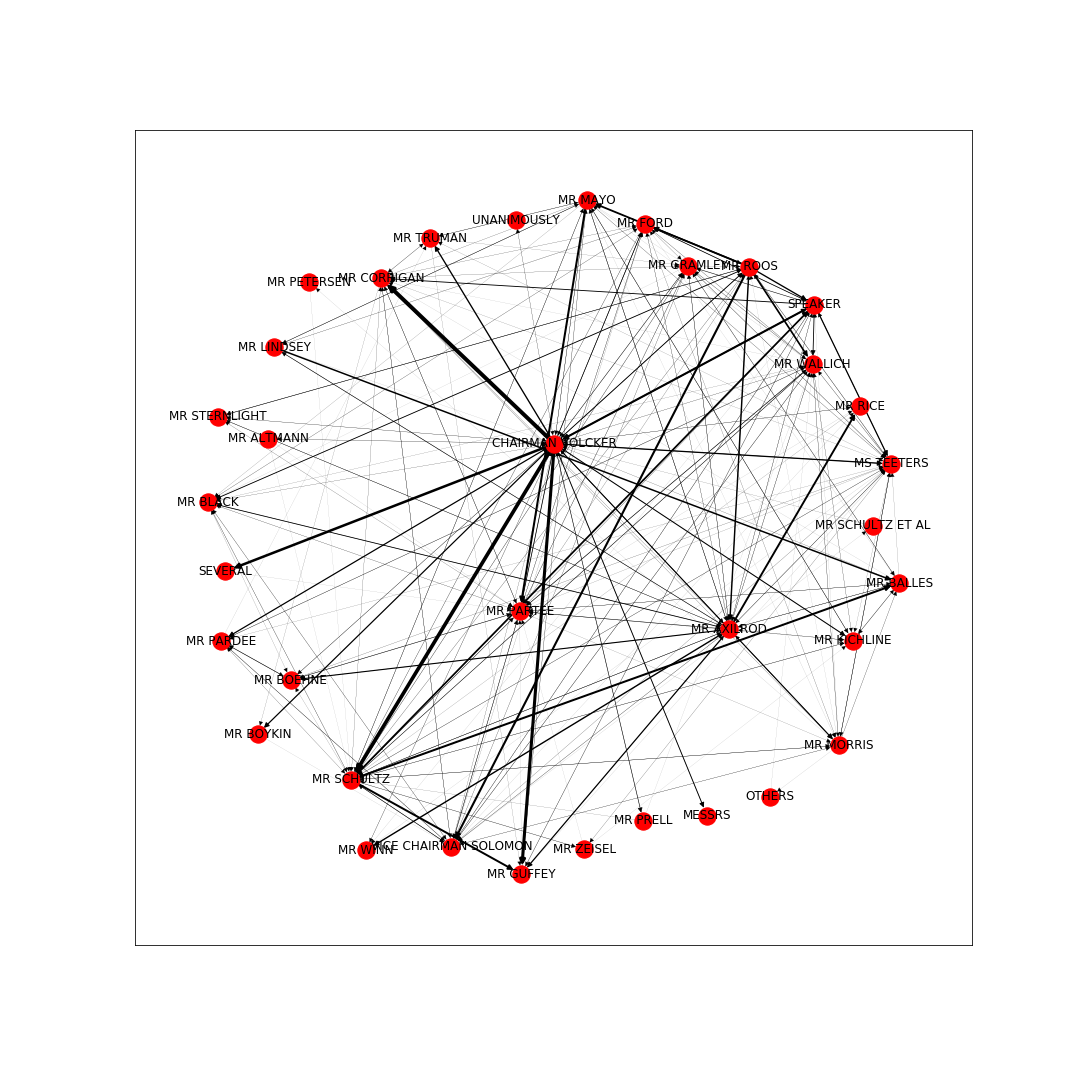 MR MAYO
UNANIMOUSLY
MR FORD
MR TRUMAN
MR GRAMLEY
MR ROOS
MR PETERSEN
MR CORRIGAN
SPEAKER
MR LINDSEY
MR WALLICH
MR RICE
MR STERNLIGHT
MR ALTMANN
CHAIRMAN VOLCKER
MS TEETERS
MR BLACK
MR SCHULTZ ET AL
SEVERAL
MR BALLES
MR PARTEE
MR AXILROD
MR PARDEE
MR KICHLINE
MR BOEHNE
MR BOYKIN
MR MORRIS
MR SCHULTZ
OTHERS
MESSRS
MR PRELL
MR WINN
VICE CHAIRMAN SOLOMON
MR ZEISEL
MR GUFFEY